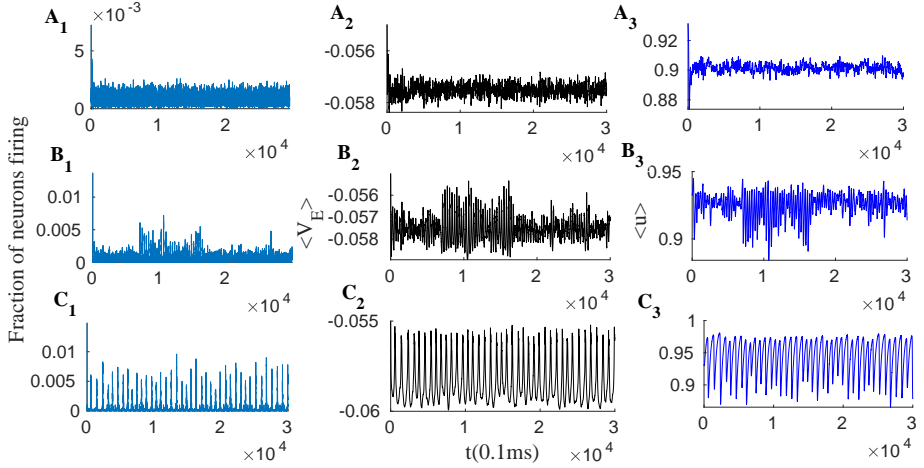 A1
×10^-3
5
0
0 1 2 3
×10^4
A2
-0.056
-0.058
0 1 2 3
×10^4
A3
0.92
0.9
0.88
0 1 2 3
×10^4
Fraction of neurons firing
B1
0.01
0.005
0
0 1 2 3
×10^4
B2
<V_E>
-0.055
-0.056
-0.057
-0.058
0 1 2 3
×10^4
B3
<u>
0.95
0.9
0 1 2 3
×10^4
C1
0.01
0.005
0
0 1 2 3
×10^4
C2
-0.055
-0.06
0 1 2 3
t(0.1ms)
×10^4
C3
1
0.95
0.9
0 1 2 3
×10^4